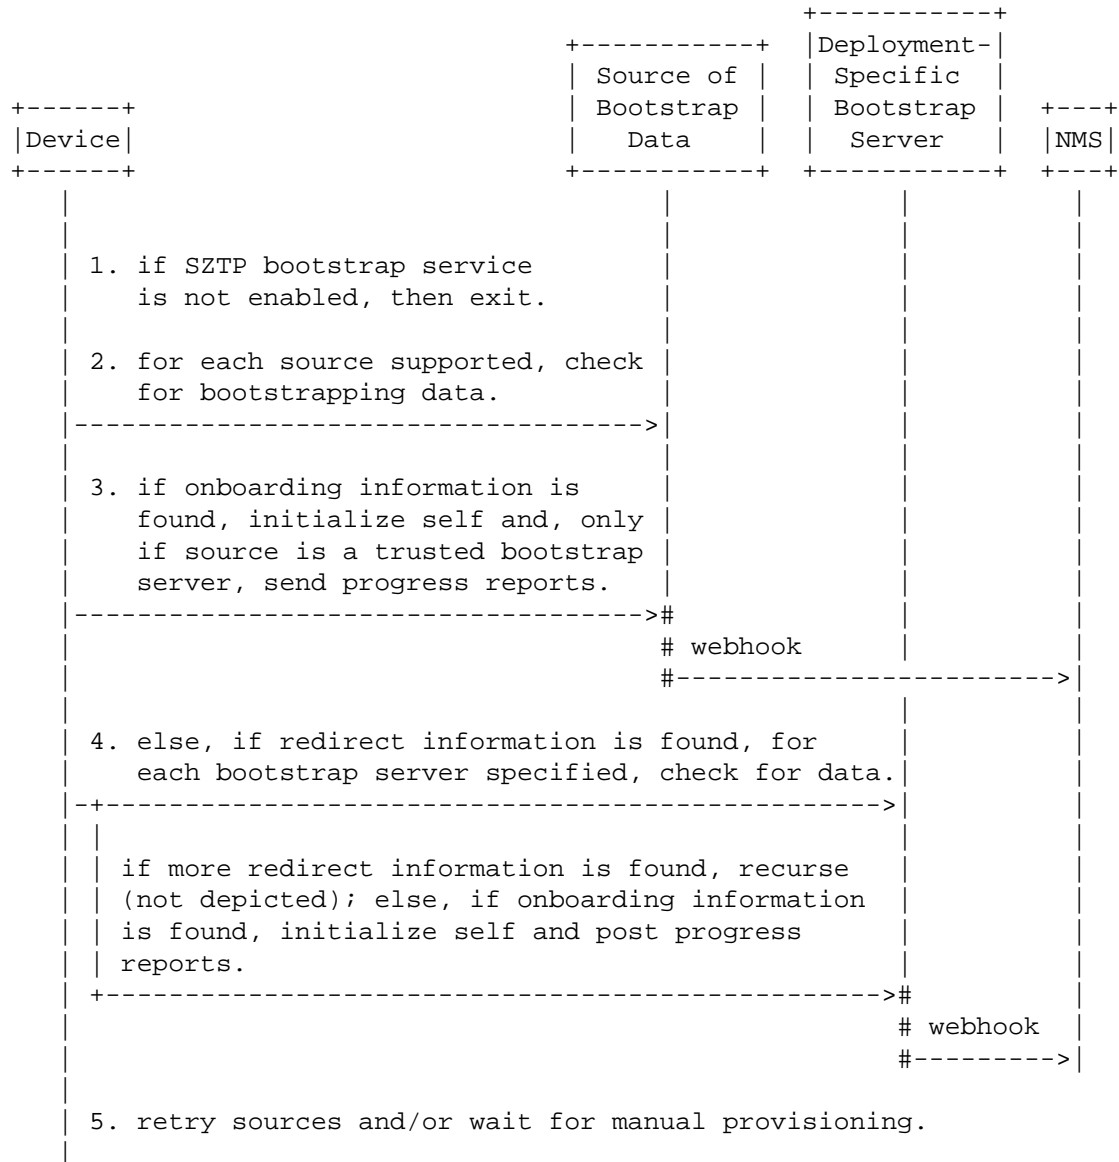 Deployment-
Source of
Specific
Bootstrap
Bootstrap
Device
Data
Server
NMS
1. if SZTP bootstrap service
is not enabled, then exit.
2. for each source supported, check
for bootstrapping data.
3. if onboarding information is
found, initialize self and, only
if source is a trusted bootstrap
server, send progress reports.
# webhook
4. else, if redirect information is found, for
each bootstrap server specified, check for data.
if more redirect information is found, recurse
(not depicted); else, if onboarding information
is found, initialize self and post progress
reports.
# webhook
5. retry sources and/or wait for manual provisioning.